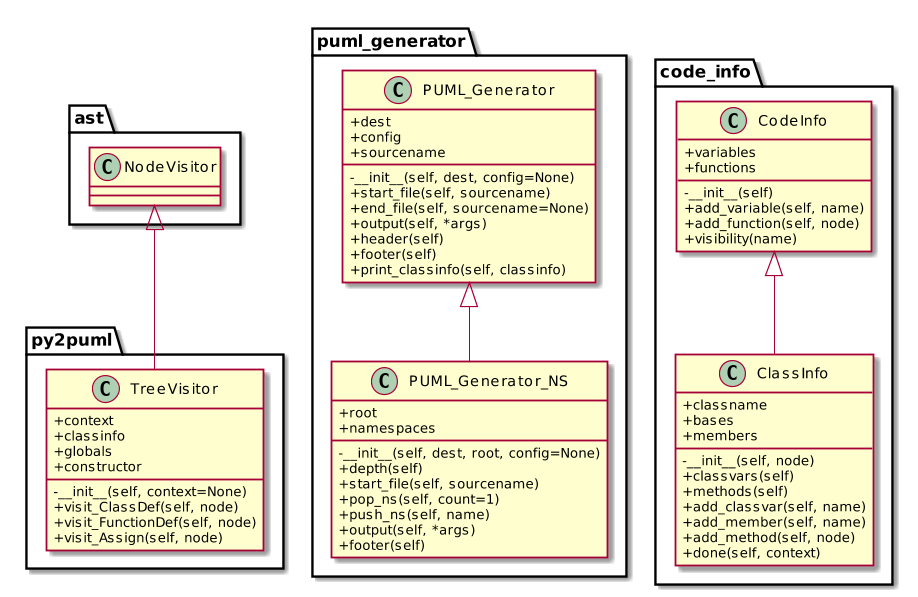 ast
C NodeVisitor
py2puml
C TreeVisitor
+context
+classinfo
+globals
+constructor
-__init__(self, context=None)
+visit_ClassDef(self, node)
+visit_FunctionDef(self, node)
+visit_Assign(self, node)
puml_generator
C PUML_Generator
+dest
+config
+sourcename
-__init__(self, dest, config=None)
+start_file(self, sourcename)
+end_file(self, sourcename=None)
+output(self, *args)
+header(self)
+footer(self)
+print_classinfo(self, classinfo)
C PUML_Generator_NS
+root
+namespaces
-__init__(self, dest, root, config=None)
+depth(self)
+start_file(self, sourcename)
+pop_ns(self, count=1)
+push_ns(self, name)
+output(self, *args)
+footer(self)
code_info
C CodeInfo
+variables
+functions
-__init__(self)
+add_variable(self, name)
+add_function(self, node)
+visibility(name)
C ClassInfo
+classname
+bases
+members
-__init__(self, node)
+classvars(self)
+methods(self)
+add_classvar(self, name)
+add_member(self, name)
+add_method(self, node)
+done(self, context)